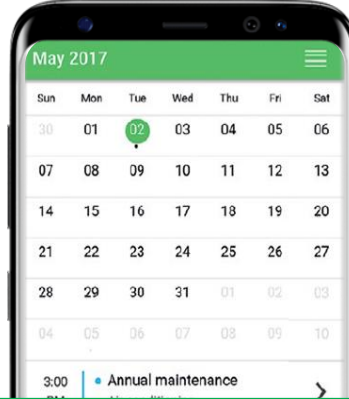 May 2017
Sun Mon Tue Wed Thu Fri Sat
30 01 02 03 04 05 06
07 08 09 10 11 12 13
14 15 16 17 18 19 20
21 22 23 24 25 26 27
28 29 30 31 01 02 03
04 05 06 07 08 09 10
3:00 Annual maintenance